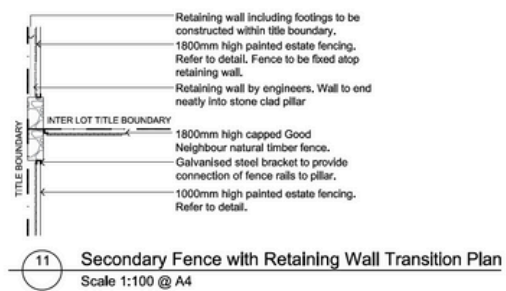 Retaining wall including footings to be
constructed within title boundary.
1800mm high painted estate fencing.
Refer to detail. Fence to be fixed atop
retaining wall.
Retaining wall by engineers. Wall to end
neatly into stone clad pillar
INTER LOT TITLE BOUNDARY
1800mm high capped Good
Neighbour natural timber fence.
Galvanised steel bracket to provide
connection of fence rails to pillar.
1000mm high painted estate fencing.
Refer to detail.
TITLE BOUNDARY
11
Secondary Fence with Retaining Wall Transition Plan
Scale 1:100 @ A4